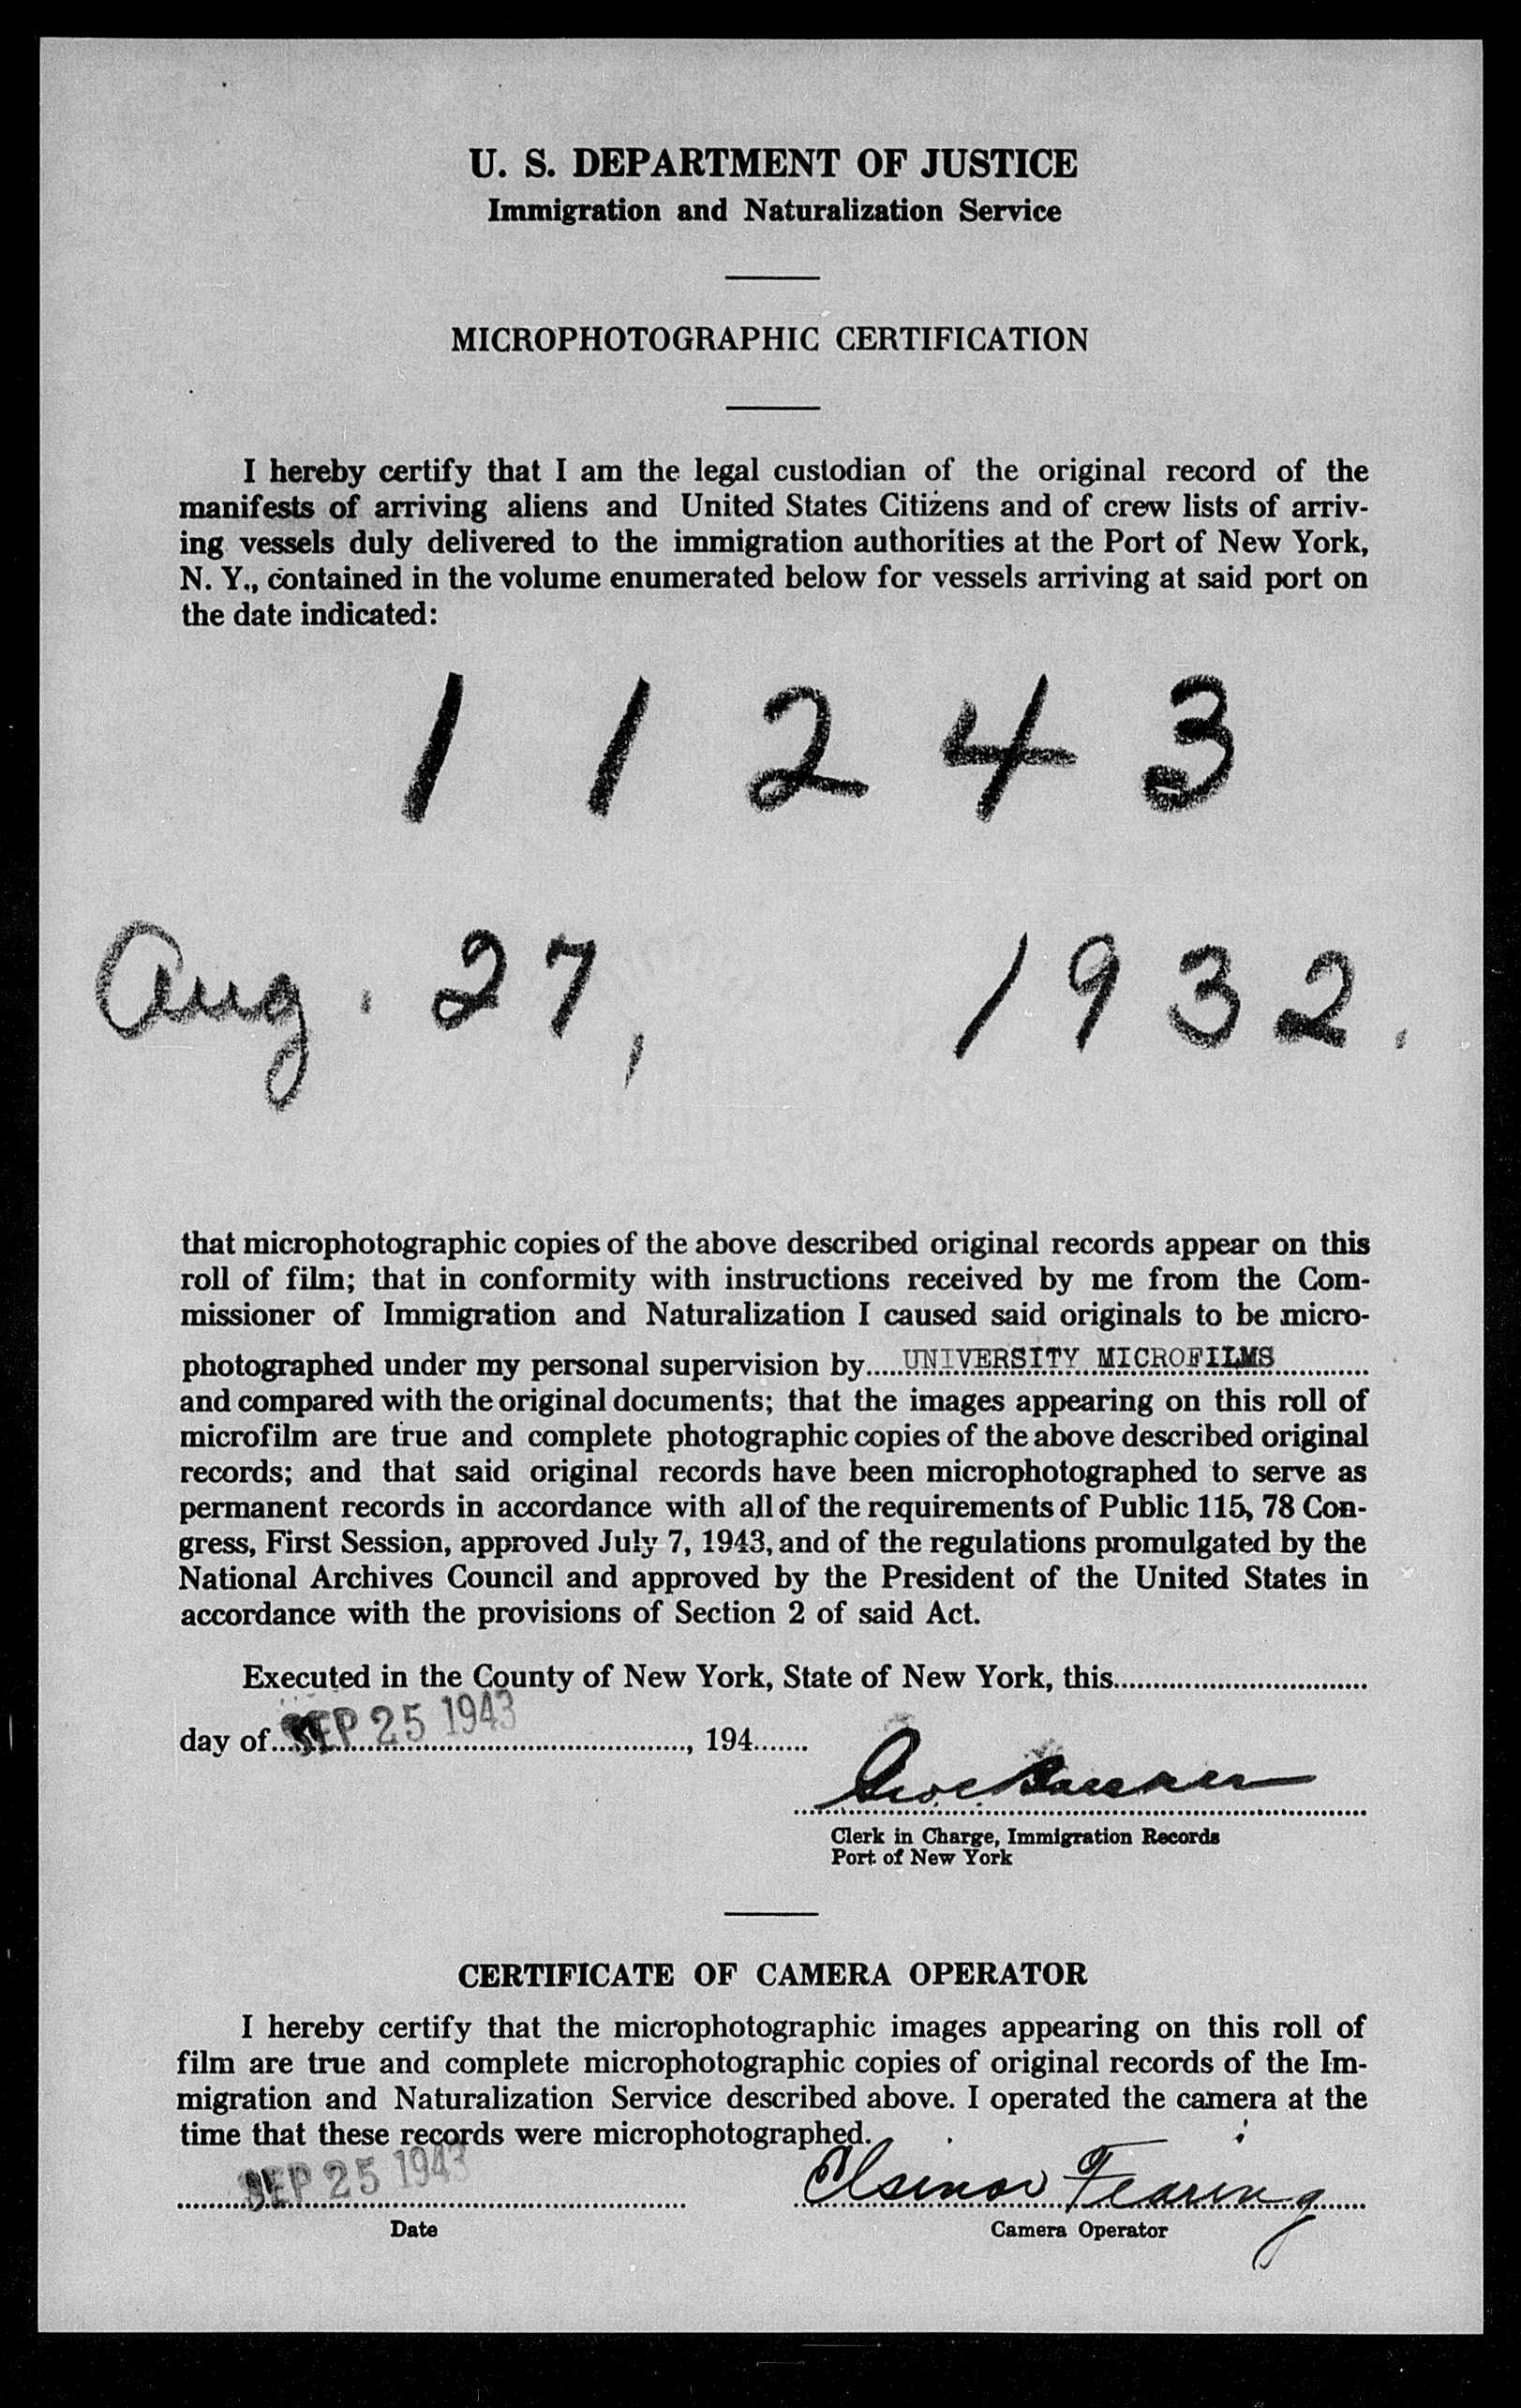 U. S. DEPARTMENT OF JUSTICE
Immigration and Naturalization Service
MICROPHOTOGRAPHIC CERTIFICATION
I hereby certify that I am the legal custodian of the original record of the
manifests of arriving aliens and United States Citizens and of crew lists of arriv-
ing vessels duly delivered to the immigration authorities at the Port of New York,
N. Y., contained in the volume enumerated below for vessels arriving at said port on
the date indicated:
1 1 2 4 3
Aug. 27, 1932.
that microphotographic copies of the above described original records appear on this
roll of film; that in conformity with instructions received by me from the Com-
missioner of Immigration and Naturalization I caused said originals to be micro-
photographed under my personal supervision by UNIVERSITY MICROFILMS
and compared with the original documents; that the images appearing on this roll of
microfilm are true and complete photographic copies of the above described original
records; and that said original records have been microphotographed to serve as
permanent records in accordance with all of the requirements of Public 115, 78 Con-
gress, First Session, approved July 7, 1943, and of the regulations promulgated by the
National Archives Council and approved by the President of the United States in
accordance with the provisions of Section 2 of said Act.
Executed in the County of New York, State of New York, this
day of SEP 25 1943, 194
Clerk in Charge, Immigration Records
Port of New York
CERTIFICATE OF CAMERA OPERATOR
I hereby certify that the microphotographic images appearing on this roll of
film are true and complete microphotographic copies of original records of the Im-
migration and Naturalization Service described above. I operated the camera at the
time that these records were microphotographed.
SEP 25 1943 Fearing
Date Camera Operator